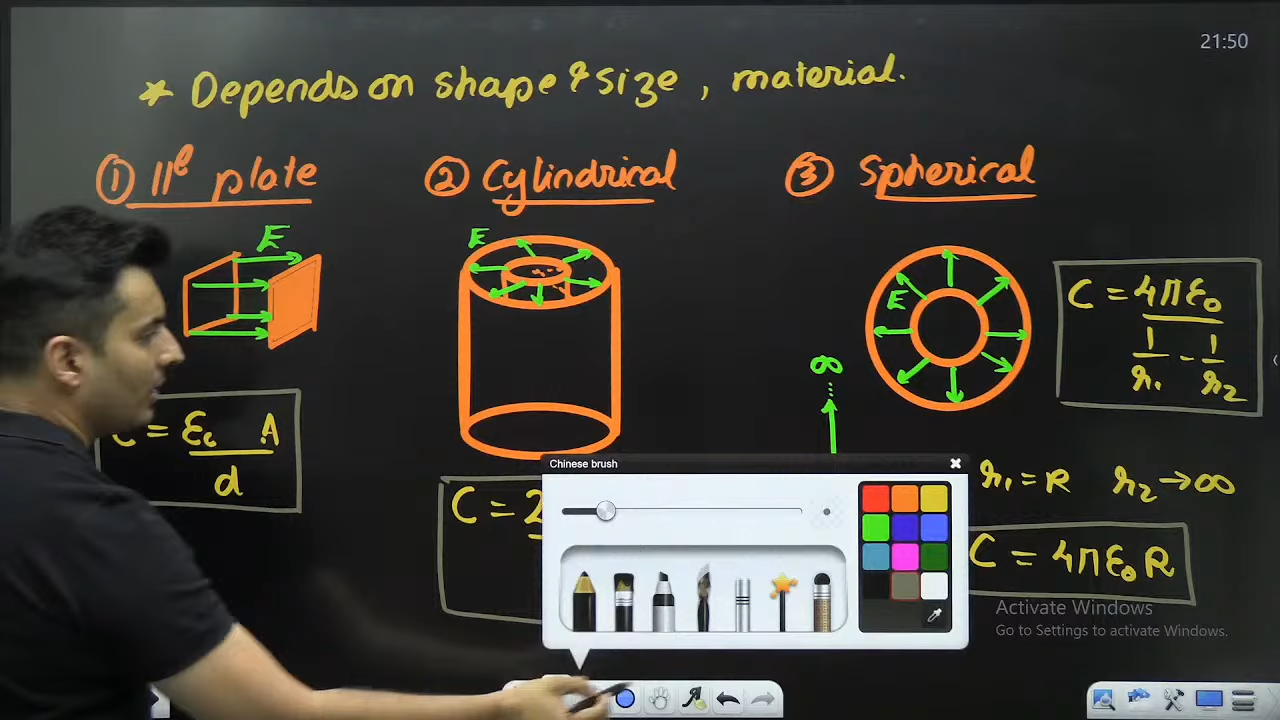 21:50
* Depends on shape & size, material.
① ||ˡ plate
② Cylindrical
③ Spherical
E
E
E
C = 4πε₀
1/r₁ - 1/r₂
∞
C = ε₀ A
d
C = 2
r₁ = R r₂ → ∞
C = 4πε₀R
Chinese brush
Activate Windows
Go to Settings to activate Windows.